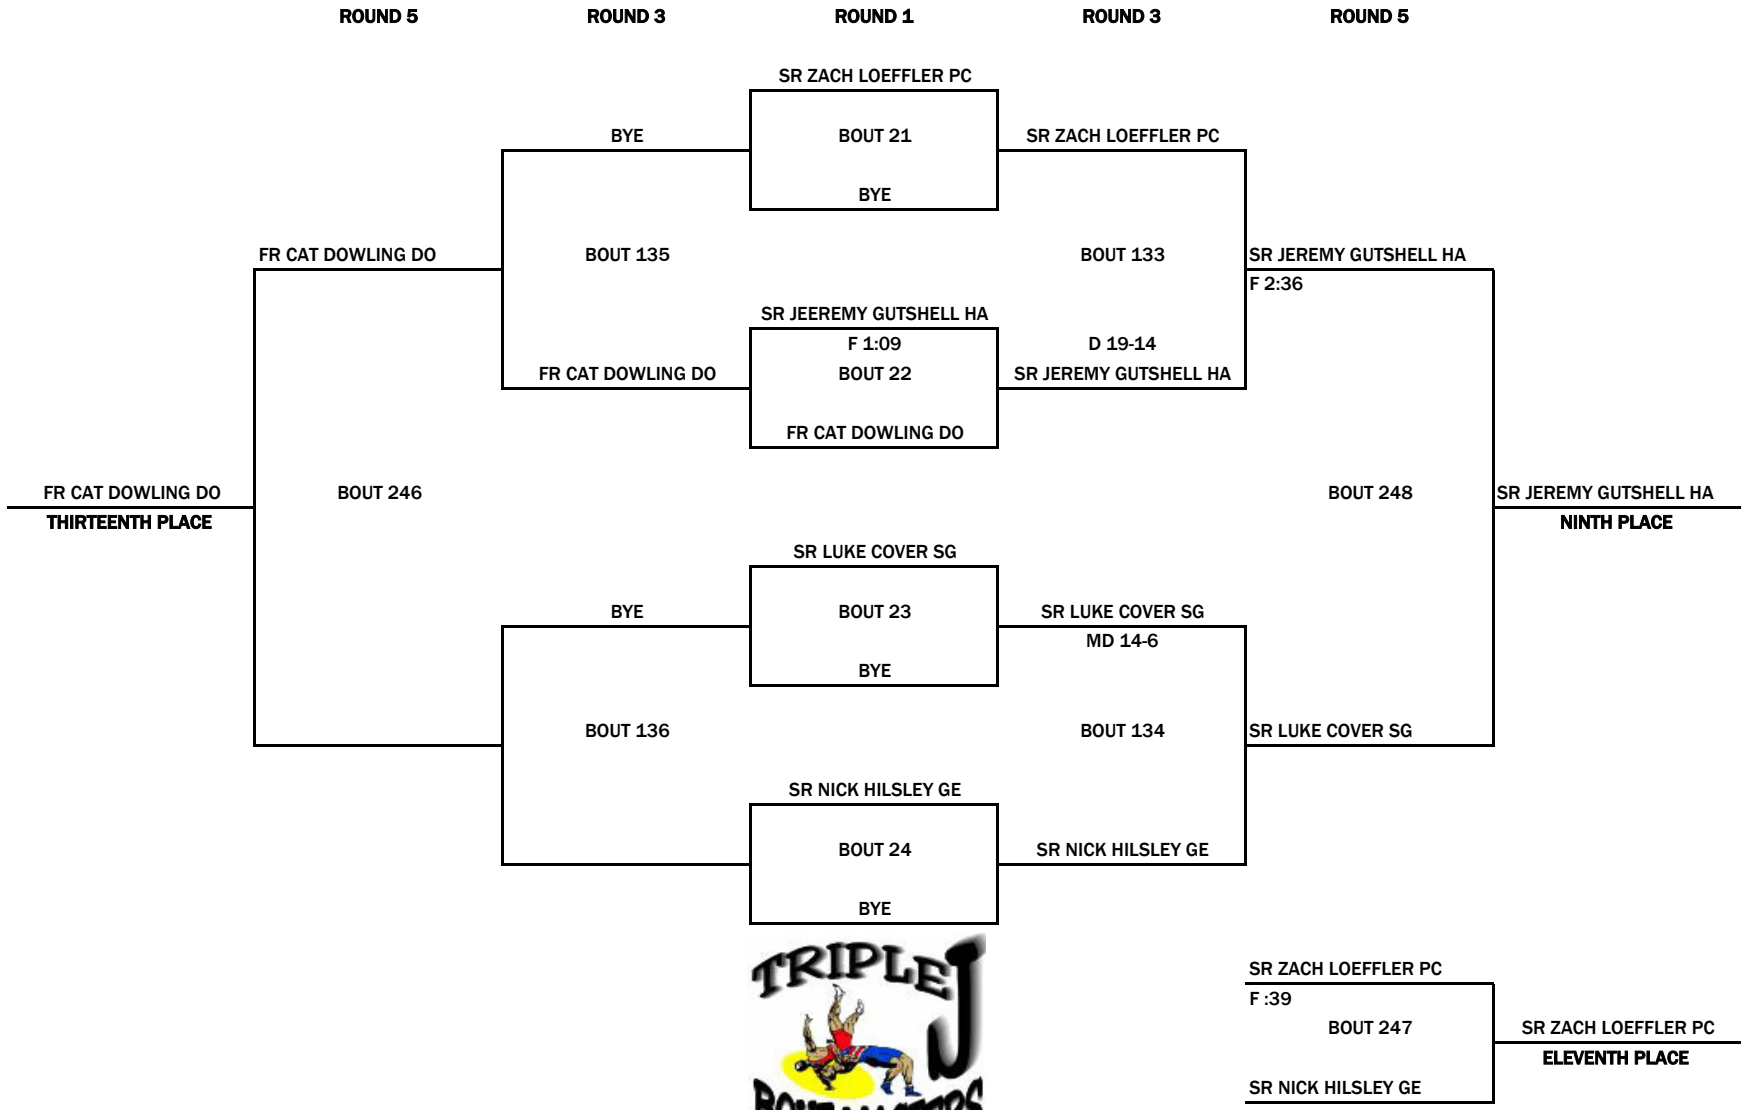 ROUND 5 ROUND 3 ROUND 1 ROUND 3 ROUND 5
SR ZACH LOEFFLER PC
BYE BOUT 21 SR ZACH LOEFFLER PC
BYE
FR CAT DOWLING DO BOUT 135 BOUT 133 SR JEREMY GUTSHELL HA
F 2:36
SR JEEREMY GUTSHELL HA
F 1:09 D 19-14
FR CAT DOWLING DO BOUT 22 SR JEREMY GUTSHELL HA
FR CAT DOWLING DO
FR CAT DOWLING DO BOUT 246 BOUT 248 SR JEREMY GUTSHELL HA
THIRTEENTH PLACE NINTH PLACE
SR LUKE COVER SG
BYE BOUT 23 SR LUKE COVER SG
MD 14-6
BYE
BOUT 136 BOUT 134 SR LUKE COVER SG
SR NICK HILSLEY GE
BOUT 24 SR NICK HILSLEY GE
BYE
TRIPLE J
SR ZACH LOEFFLER PC
F :39
BOUT 247 SR ZACH LOEFFLER PC
ELEVENTH PLACE
SR NICK HILSLEY GE